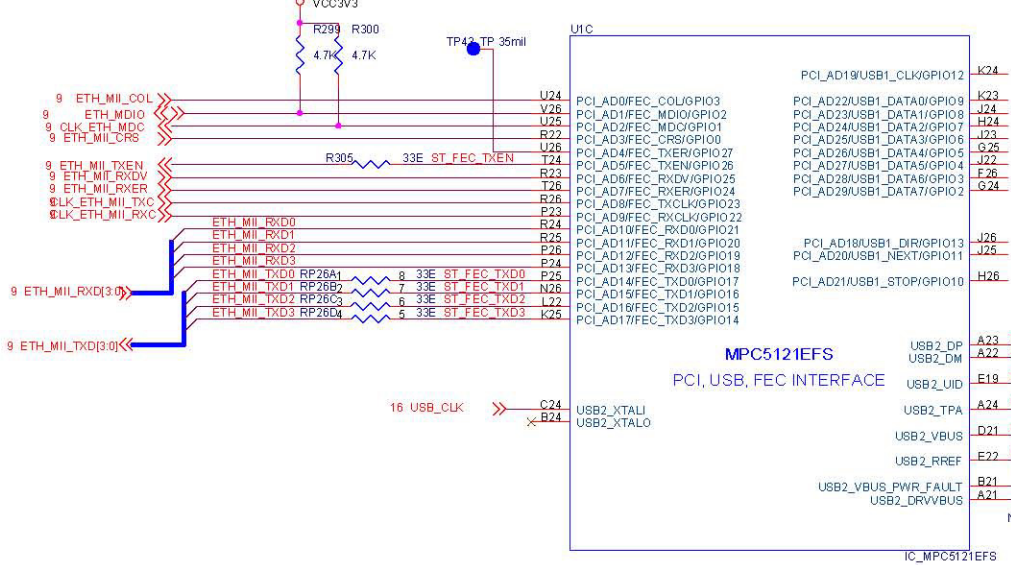 VCC3V3
R299 R300
4.7K 4.7K
TP43 TP 35mil
U1C
9 ETH_MII_COL
9 ETH_MDIO
9 CLK_ETH_MDC
9 ETH_MII_CRS
9 ETH_MII_TXEN
9 ETH_MII_RXDV
9 ETH_MII_RXER
9 CLK_ETH_MII_TXC
9 CLK_ETH_MII_RXC
R305 33E ST_FEC_TXEN
ETH_MII_RXD0
ETH_MII_RXD1
ETH_MII_RXD2
ETH_MII_RXD3
ETH_MII_TXD0 RP26A 1 8 33E ST_FEC_TXD0
ETH_MII_TXD1 RP26B 2 7 33E ST_FEC_TXD1
ETH_MII_TXD2 RP26C 3 6 33E ST_FEC_TXD2
ETH_MII_TXD3 RP26D 4 5 33E ST_FEC_TXD3
9 ETH_MII_RXD[3:0]
9 ETH_MII_TXD[3:0]
16 USB_CLK
U24 PCI_AD0/FEC_COL/GPIO3
V26 PCI_AD1/FEC_MDIO/GPIO2
U25 PCI_AD2/FEC_MDC/GPIO1
R22 PCI_AD3/FEC_CRS/GPIO0
U26 PCI_AD4/FEC_TXER/GPIO27
T24 PCI_AD5/FEC_TXEN/GPIO26
R23 PCI_AD6/FEC_RXDV/GPIO25
T26 PCI_AD7/FEC_RXER/GPIO24
R26 PCI_AD8/FEC_TXCLK/GPIO23
P23 PCI_AD9/FEC_RXCLK/GPIO22
R24 PCI_AD10/FEC_RXD0/GPIO21
R25 PCI_AD11/FEC_RXD1/GPIO20
P26 PCI_AD12/FEC_RXD2/GPIO19
P24 PCI_AD13/FEC_RXD3/GPIO18
P25 PCI_AD14/FEC_TXD0/GPIO17
N26 PCI_AD15/FEC_TXD1/GPIO16
L22 PCI_AD16/FEC_TXD2/GPIO15
K25 PCI_AD17/FEC_TXD3/GPIO14
C24 USB2_XTALI
B24 USB2_XTALO
PCI_AD19/USB1_CLK/GPIO12 K24
PCI_AD22/USB1_DATA0/GPIO9 K23
PCI_AD23/USB1_DATA1/GPIO8 J24
PCI_AD24/USB1_DATA2/GPIO7 H24
PCI_AD25/USB1_DATA3/GPIO6 J23
PCI_AD26/USB1_DATA4/GPIO5 G25
PCI_AD27/USB1_DATA5/GPIO4 J22
PCI_AD28/USB1_DATA6/GPIO3 F26
PCI_AD29/USB1_DATA7/GPIO2 G24
PCI_AD18/USB1_DIR/GPIO13 J26
PCI_AD20/USB1_NEXT/GPIO11 J25
PCI_AD21/USB1_STOP/GPIO10 H26
MPC5121EFS
PCI, USB, FEC INTERFACE
USB2_DP A23
USB2_DM A22
USB2_UID E19
USB2_TPA A24
USB2_VBUS D21
USB2_RREF E22
USB2_VBUS_PWR_FAULT B21
USB2_DRVVBUS A21
IC_MPC5121EFS